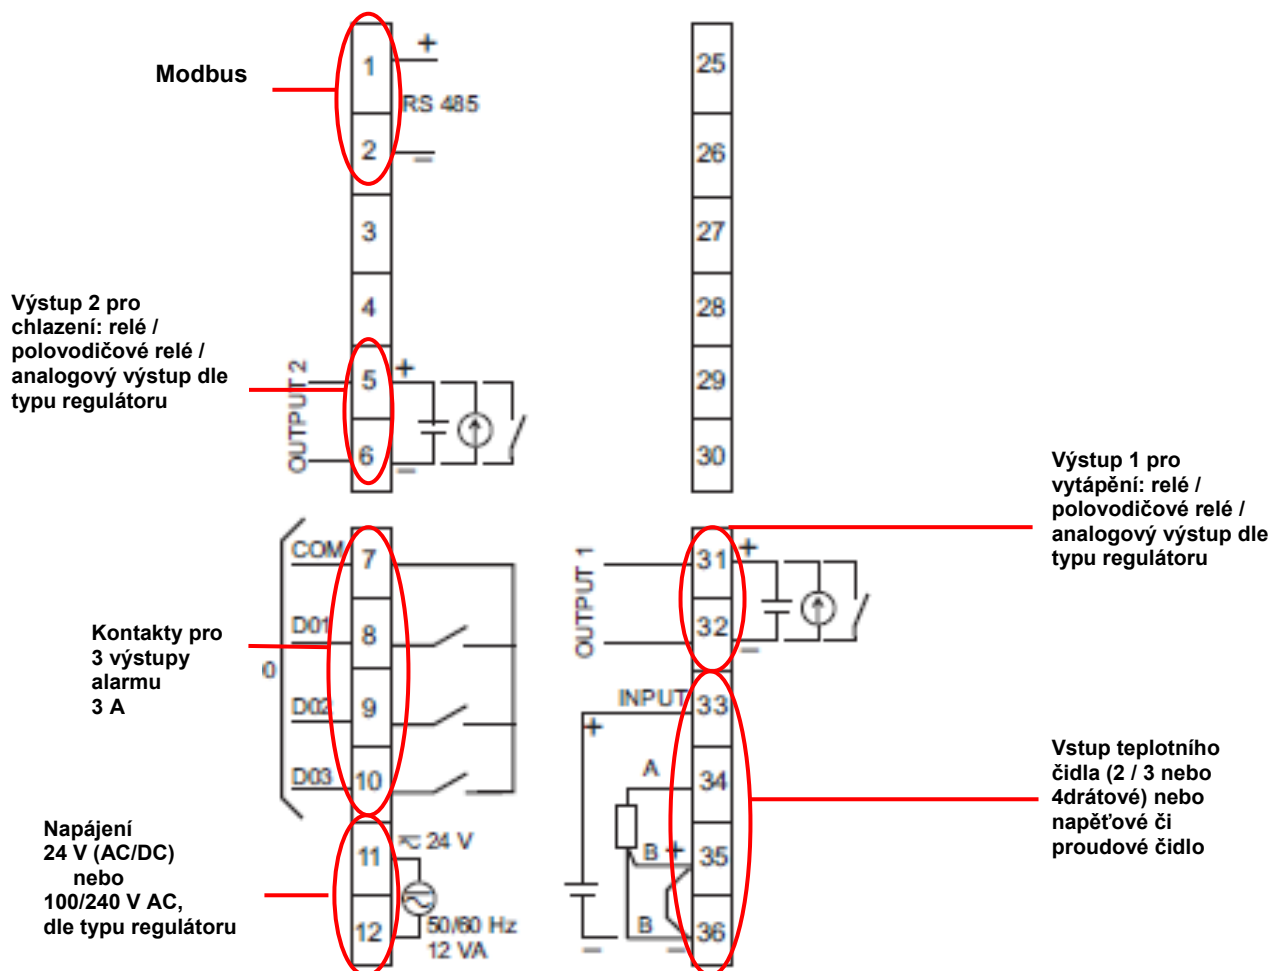 Modbus
1
+
RS 485
2
–
3
4
Výstup 2 pro
chlazení: relé /
polovodičové relé /
analogový výstup dle
typu regulátoru
OUTPUT 2
5
+
6
–
COM
7
D01
8
D02
9
D03
10
Kontakty pro
3 výstupy
alarmu
3 A
Napájení
24 V (AC/DC)
nebo
100/240 V AC,
dle typu regulátoru
11
24 V
12
50/60 Hz
12 VA
25
26
27
28
29
30
OUTPUT 1
31
+
32
–
Výstup 1 pro
vytápění: relé /
polovodičové relé /
analogový výstup dle
typu regulátoru
INPUT
33
+
A
34
B
+
35
B
36
–
–
Vstup teplotního
čidla (2 / 3 nebo
4drátové) nebo
napěťové či
proudové čidlo